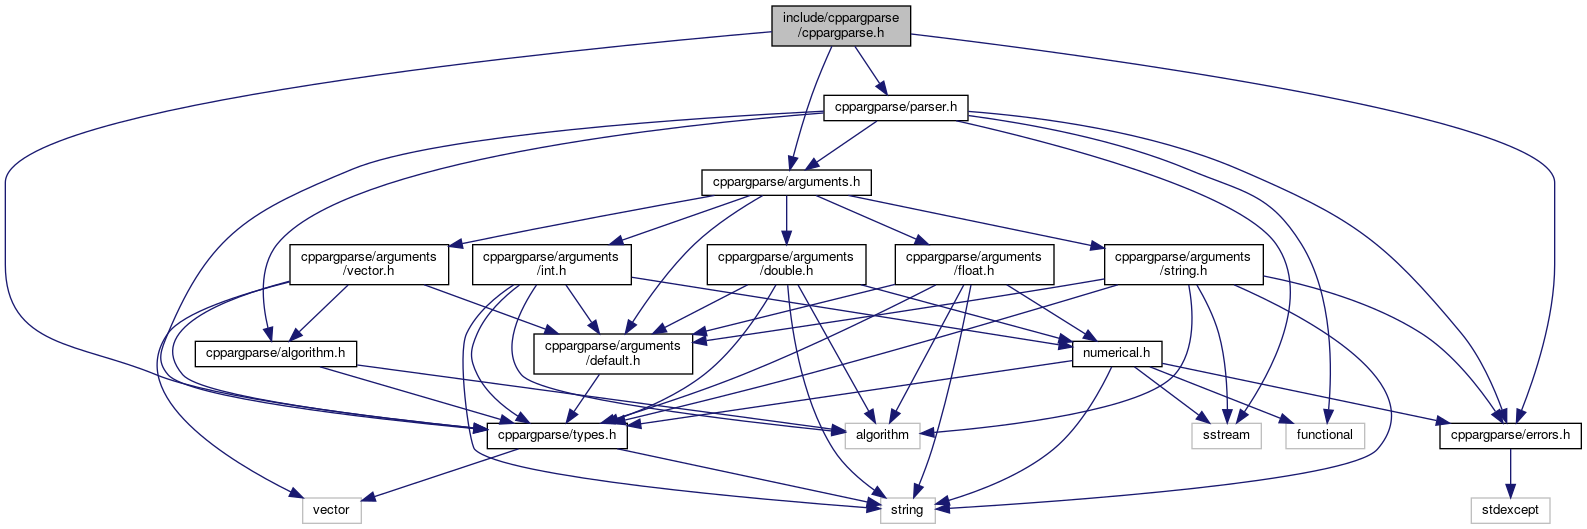 include/cppargparse
/cppargparse.h
cppargparse/parser.h
cppargparse/arguments.h
cppargparse/arguments
/vector.h
cppargparse/arguments
/int.h
cppargparse/arguments
/double.h
cppargparse/arguments
/float.h
cppargparse/arguments
/string.h
cppargparse/algorithm.h
cppargparse/arguments
/default.h
numerical.h
cppargparse/types.h
algorithm
sstream
functional
cppargparse/errors.h
vector
string
stdexcept